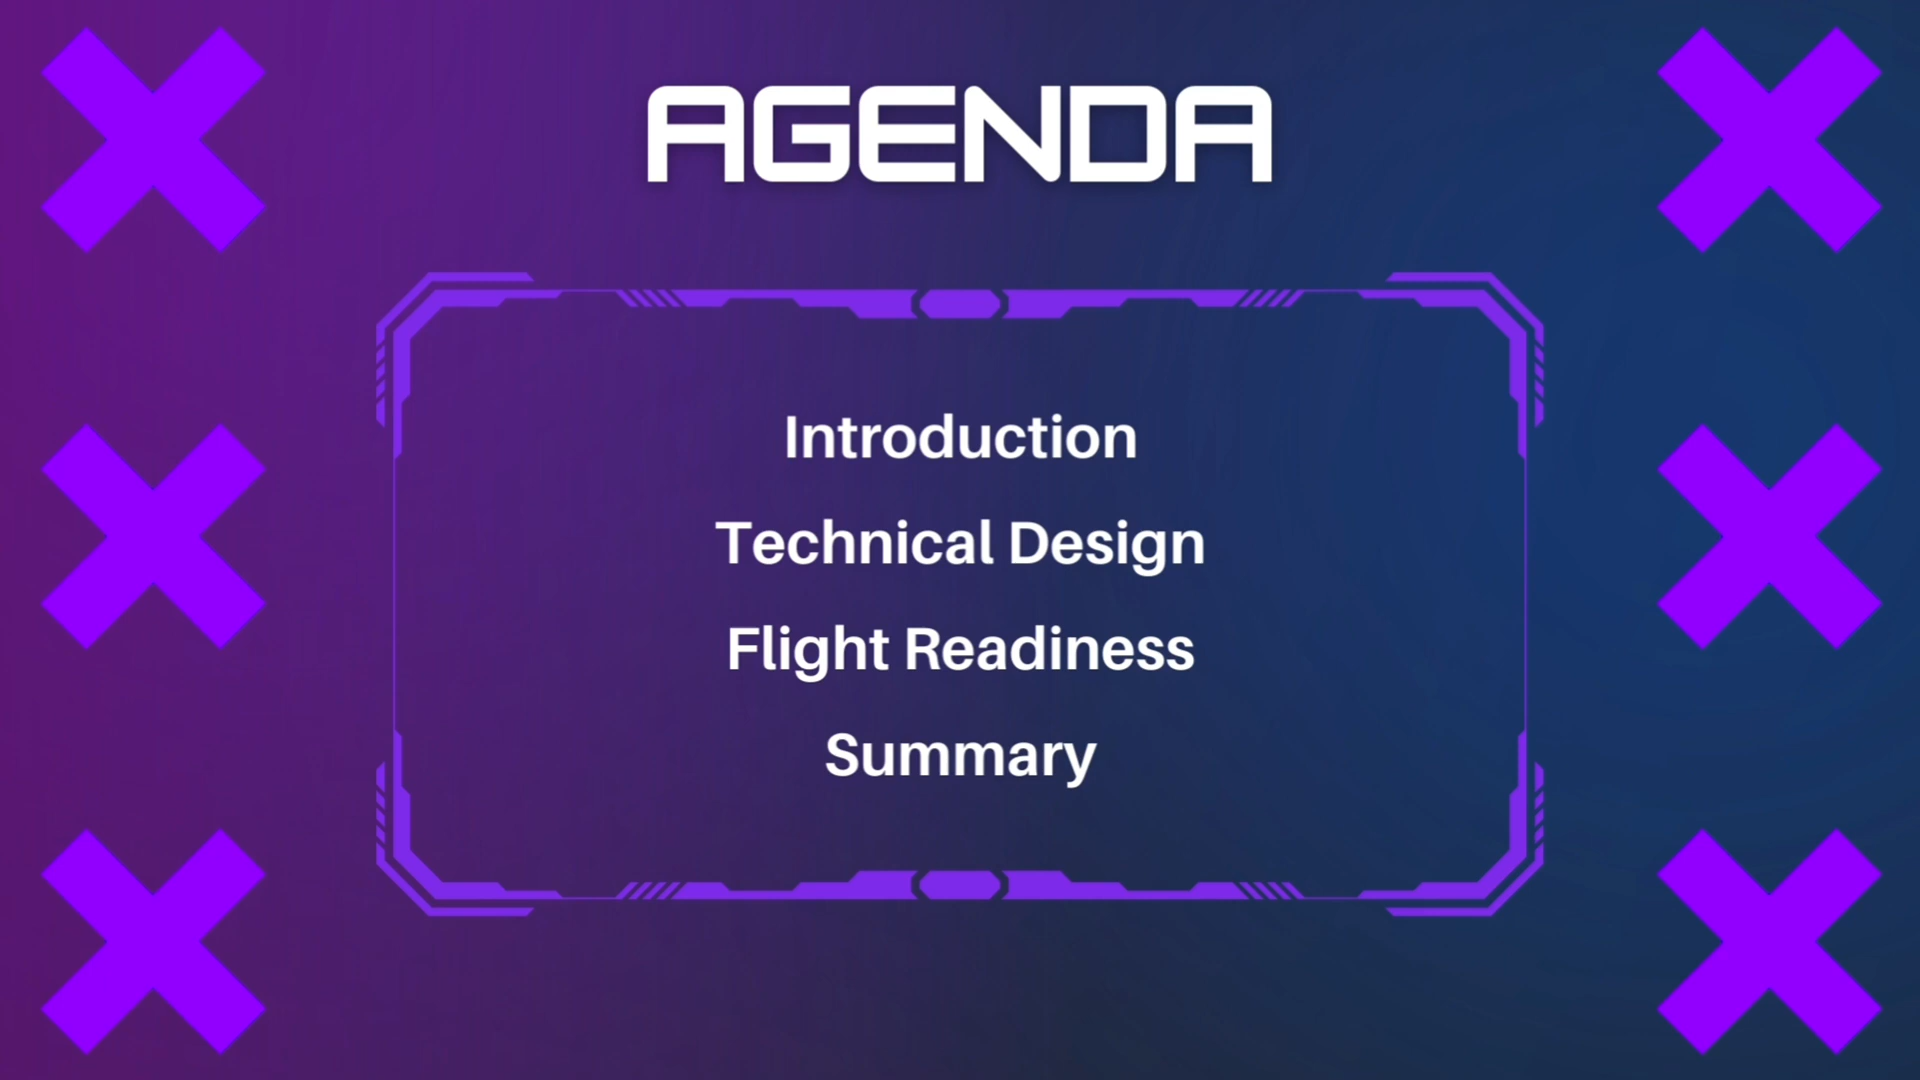 AGENDA
Introduction
Technical Design
Flight Readiness
Summary